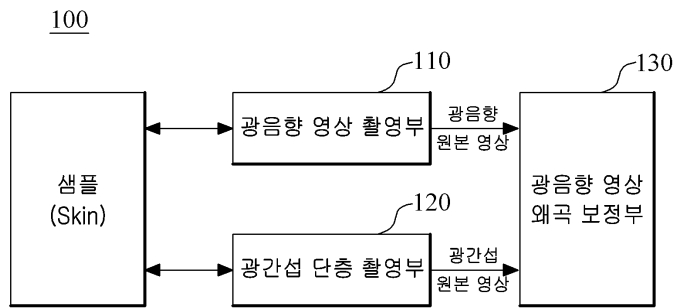 100
110
130
샘플
(Skin)
광음향 영상 촬영부
광음향
원본 영상
광음향 영상
왜곡 보정부
120
광간섭 단층 촬영부
광간섭
원본 영상